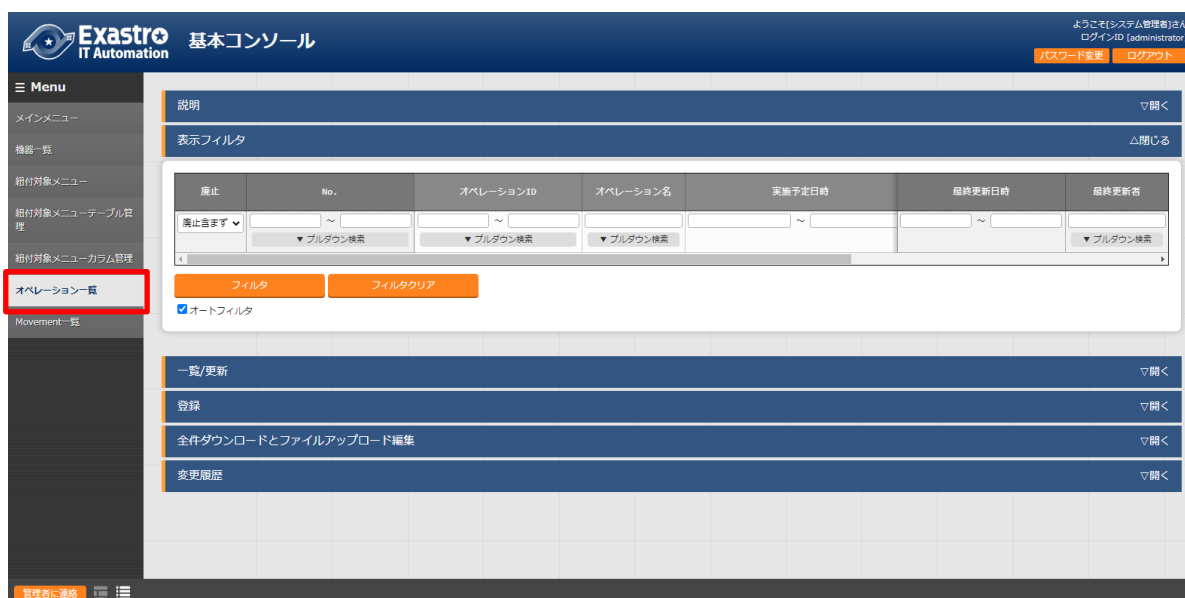 Exastro
IT Automation
基本コンソール
ようこそ[システム管理者]さん
ログインID [administrator
パスワード変更
ログアウト
☰ Menu
メインメニュー
機器一覧
紐付対象メニュー
紐付対象メニューテーブル管
理
紐付対象メニューカラム管理
オペレーション一覧
Movement一覧
説明 ▽開く
表示フィルタ △閉じる
廃止 No. オペレーションID オペレーション名 実施予定日時 最終更新日時 最終更新者
廃止含まず ~ ~ ~ ~
▼プルダウン検索 ▼プルダウン検索 ▼プルダウン検索 ▼プルダウン検索
フィルタ フィルタクリア
オートフィルタ
一覧/更新 ▽開く
登録 ▽開く
全件ダウンロードとファイルアップロード編集 ▽開く
変更履歴 ▽開く
管理者に連絡